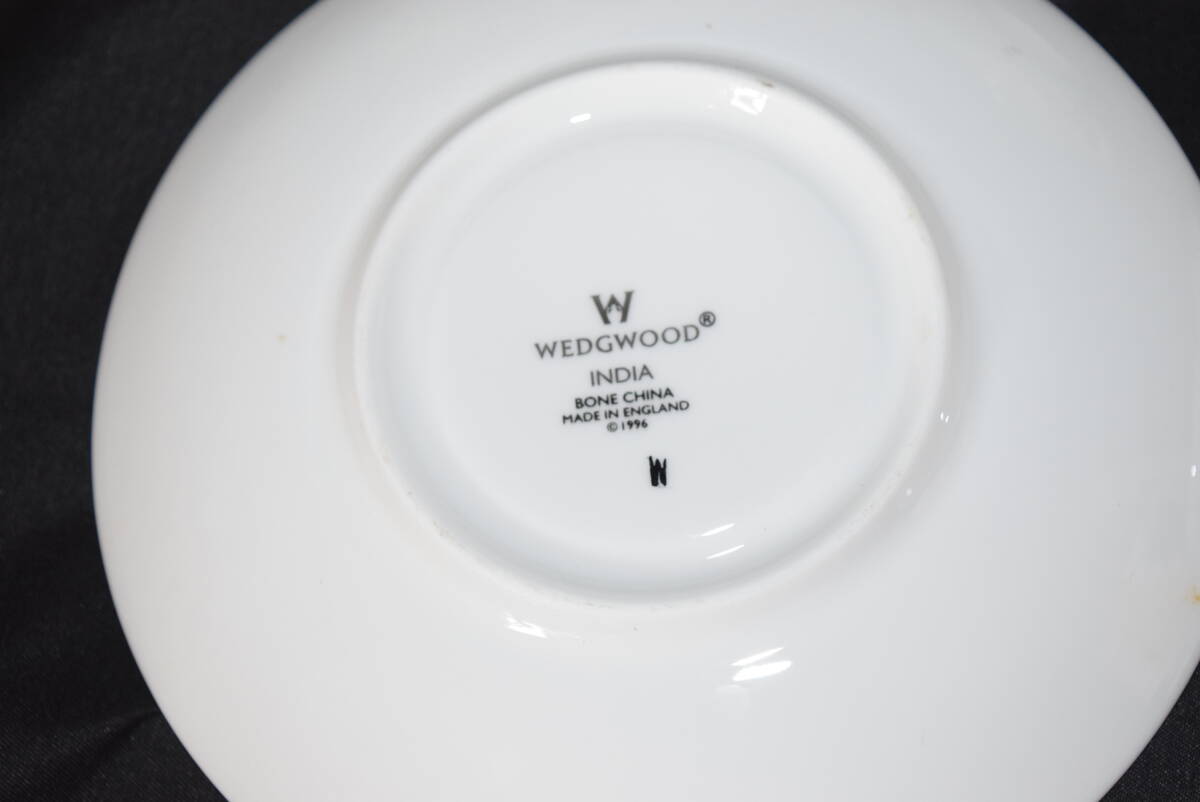 W
WEDGWOOD®
INDIA
BONE CHINA
MADE IN ENGLAND
© 1996
W